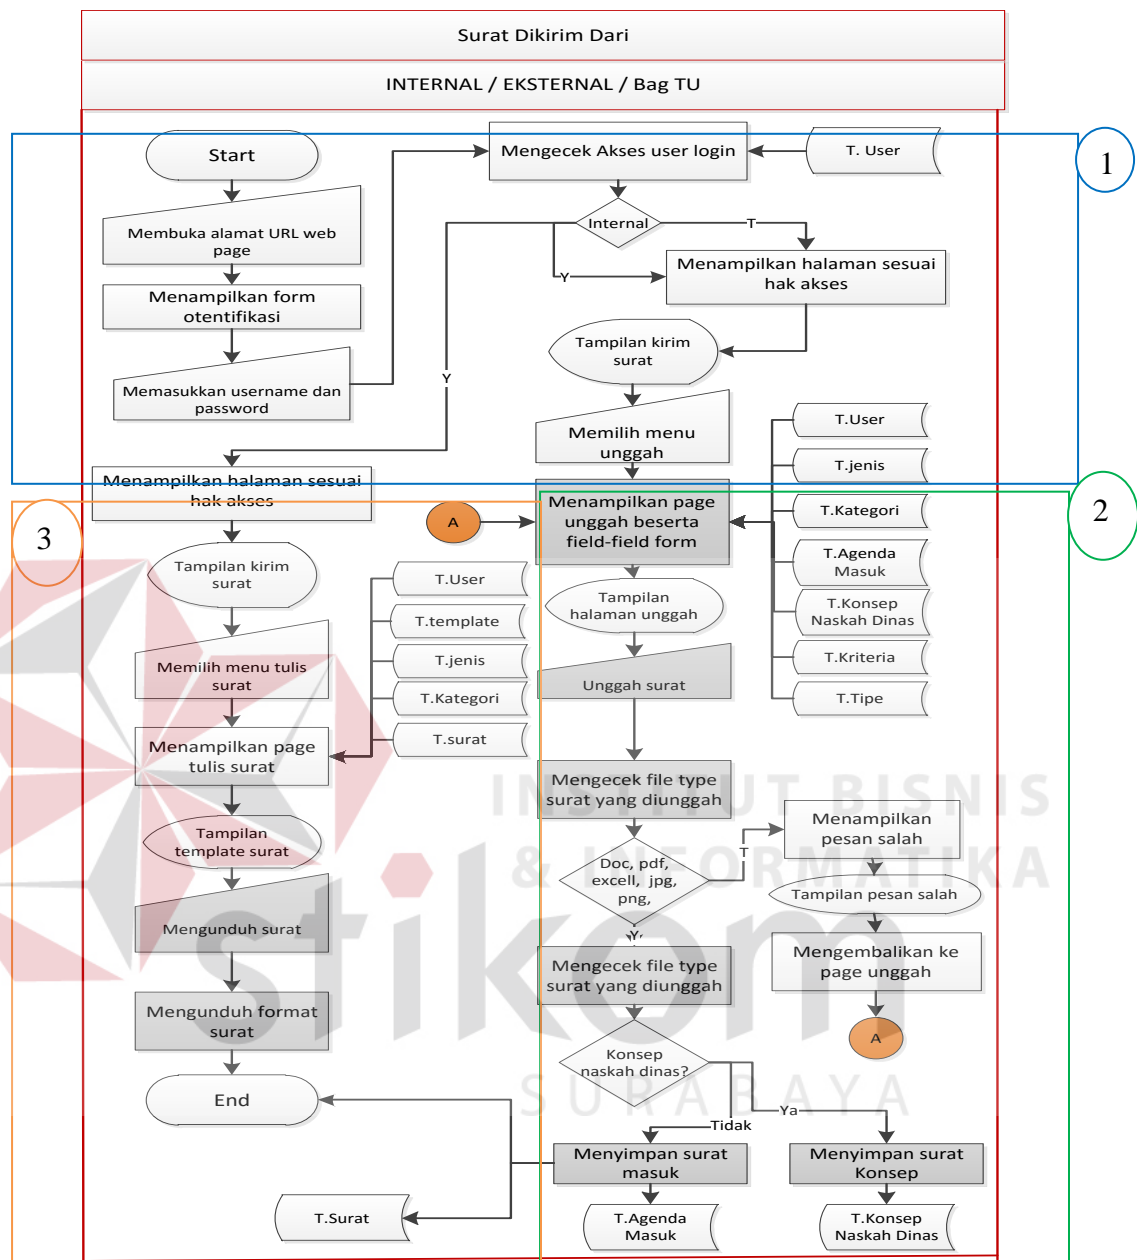 Surat Dikirim Dari
INTERNAL / EKSTERNAL / Bag TU
1
Start
Mengecek Akses user login
T. User
Membuka alamat URL web
page
Internal
T
Y
Menampilkan halaman sesuai
hak akses
Menampilkan form
otentifikasi
Tampilan kirim
surat
Y
Memasukkan username dan
password
Memilih menu
unggah
T.User
T.jenis
Menampilkan halaman sesuai
hak akses
2
Menampilkan page
unggah beserta
field-field form
A
T.Kategori
T.Agenda
Masuk
T.Konsep
Naskah Dinas
T.Kriteria
T.Tipe
3
Tampilan kirim
surat
T.User
T.template
T.jenis
T.Kategori
T.surat
Tampilan
halaman unggah
Memilih menu tulis
surat
Unggah surat
Menampilkan page
tulis surat
Mengecek file type
surat yang diunggah
INSTITUT BISNIS
& INFORMATIKA
stikom
SURABAYA
Tampilan
template surat
Doc, pdf,
excell, jpg,
png,
T
Menampilkan
pesan salah
Tampilan pesan salah
Mengunduh surat
Y
Mengecek file type
surat yang diunggah
Mengembalikan ke
page unggah
Mengunduh format
surat
A
Konsep
naskah dinas?
End
Ya
Tidak
Menyimpan surat
masuk
Menyimpan surat
Konsep
T.Surat
T.Agenda
Masuk
T.Konsep
Naskah Dinas